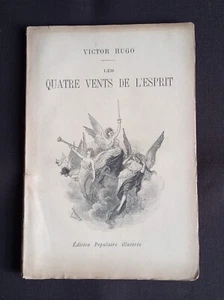 VICTOR HUGO
LES
QUATRE VENTS DE L'ESPRIT
Édition Populaire illustrée